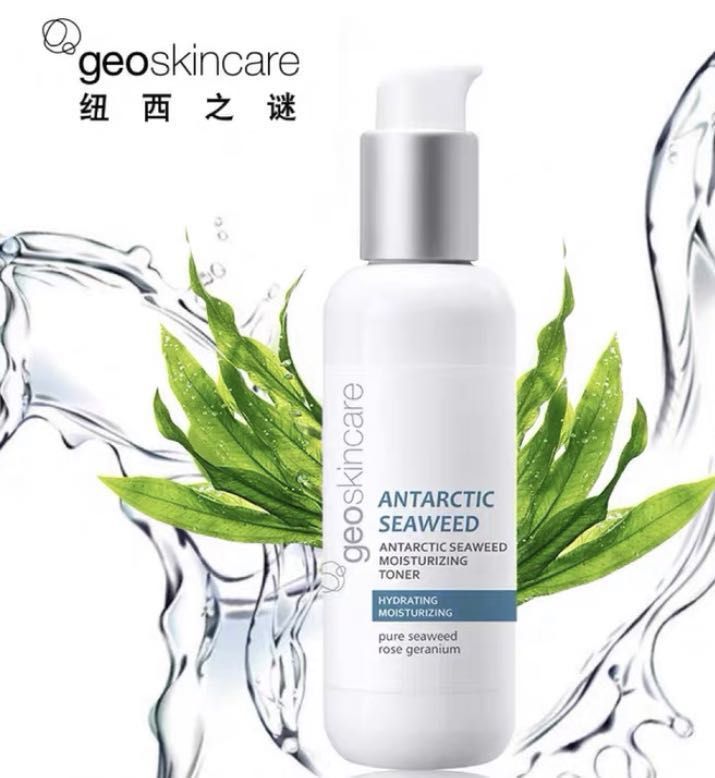 geoskincare
纽西之谜
geoskincare
ANTARCTIC
SEAWEED
ANTARCTIC SEAWEED
MOISTURIZING
TONER
HYDRATING
MOISTURIZING
pure seaweed
rose geranium